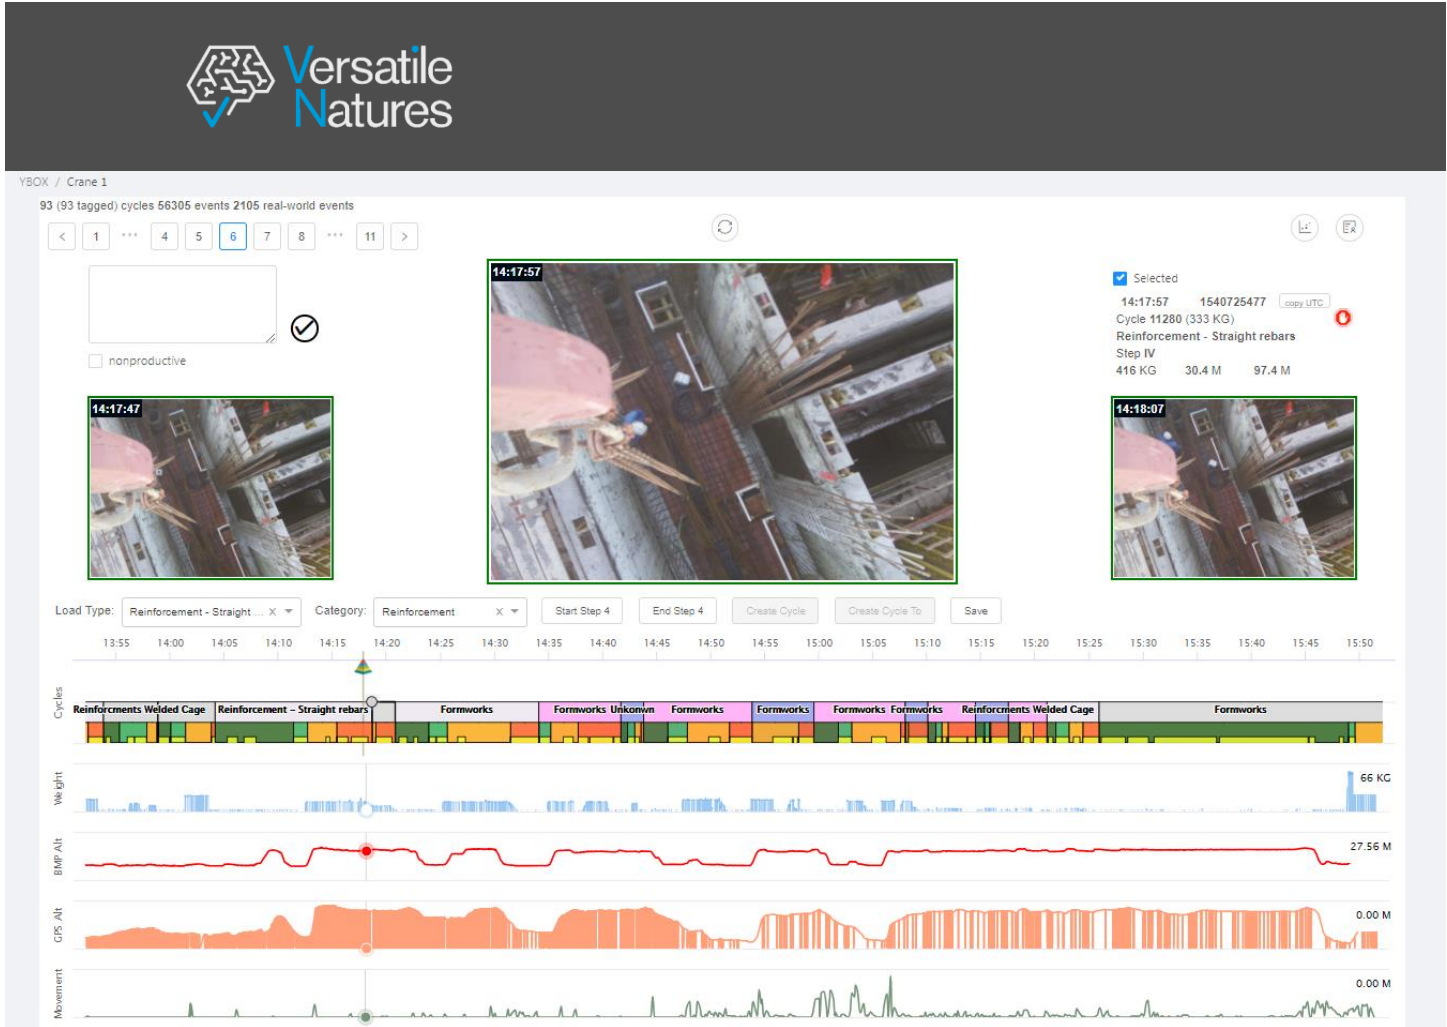 Versatile
Natures
YBOX / Crane 1
93 (93 tagged) cycles 56305 events 2105 real-world events
< 1 ••• 4 5 6 7 8 ••• 11 >
14:17:57
Selected
14:17:57 1540725477 copy UTC
Cycle 11280 (333 KG)
Reinforcement - Straight rebars
Step IV
416 KG 30.4 M 97.4 M
nonproductive
14:17:47
14:18:07
Load Type: Reinforcement - Straight ... X Category: Reinforcement X Start Step 4 End Step 4 Create Cycle Create Cycle To Save
13:55 14:00 14:05 14:10 14:15 14:20 14:25 14:30 14:35 14:40 14:45 14:50 14:55 15:00 15:05 15:10 15:15 15:20 15:25 15:30 15:35 15:40 15:45 15:50
Cycles
Reinforcments Welded Cage Reinforcement - Straight rebars Formworks Formworks Unkonwn Formworks Formworks Formworks Formworks Reinforcments Welded Cage Formworks
Weight
66 KG
BMP Alt
27.56 M
GPS Alt
0.00 M
Movement
0.00 M